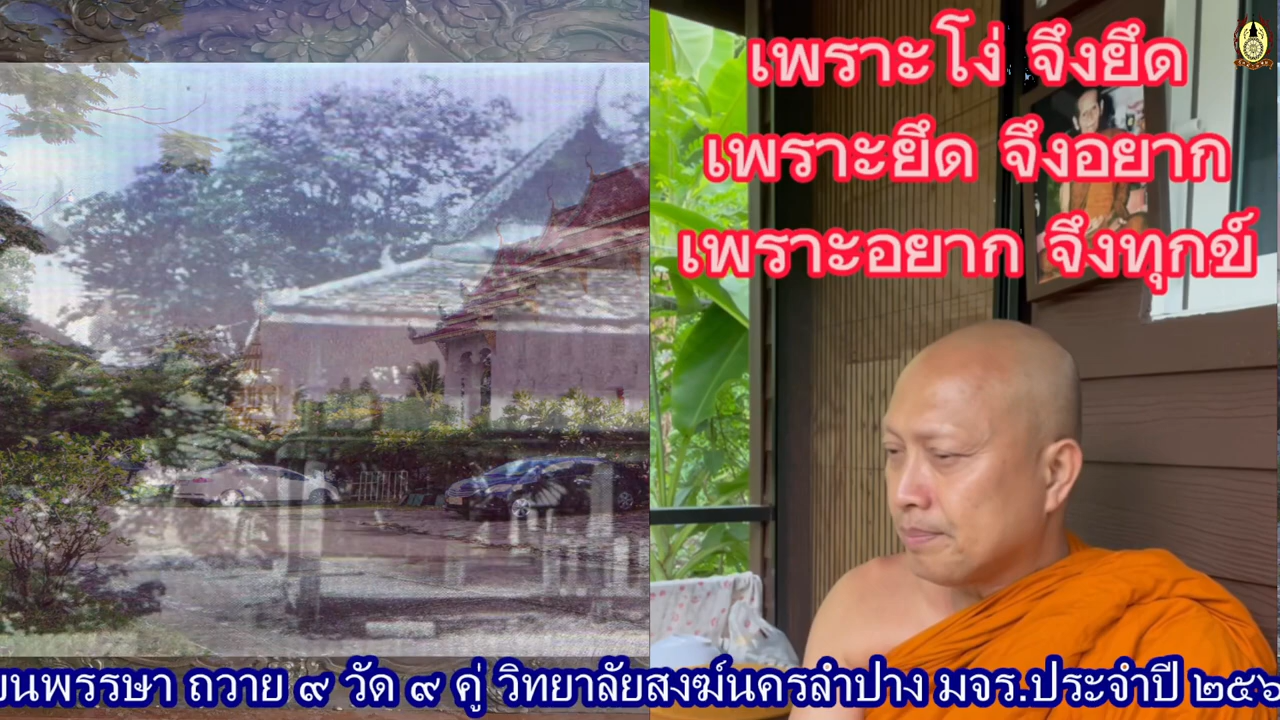 เพราะโง่ จึงยึด
เพราะยึด จึงอยาก
เพราะอยาก จึงทุกข์
ยนพรรษา ถวาย ๙ วัด ๙ คู่ วิทยาลัยสงฆ์นครลำปาง มจร.ประจำปี ๒๕๖